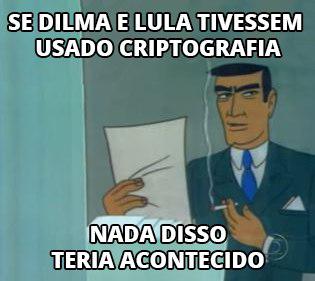 SE DILMA E LULA TIVESSEM
USADO CRIPTOGRAFIA
NADA DISSO
TERIA ACONTECIDO